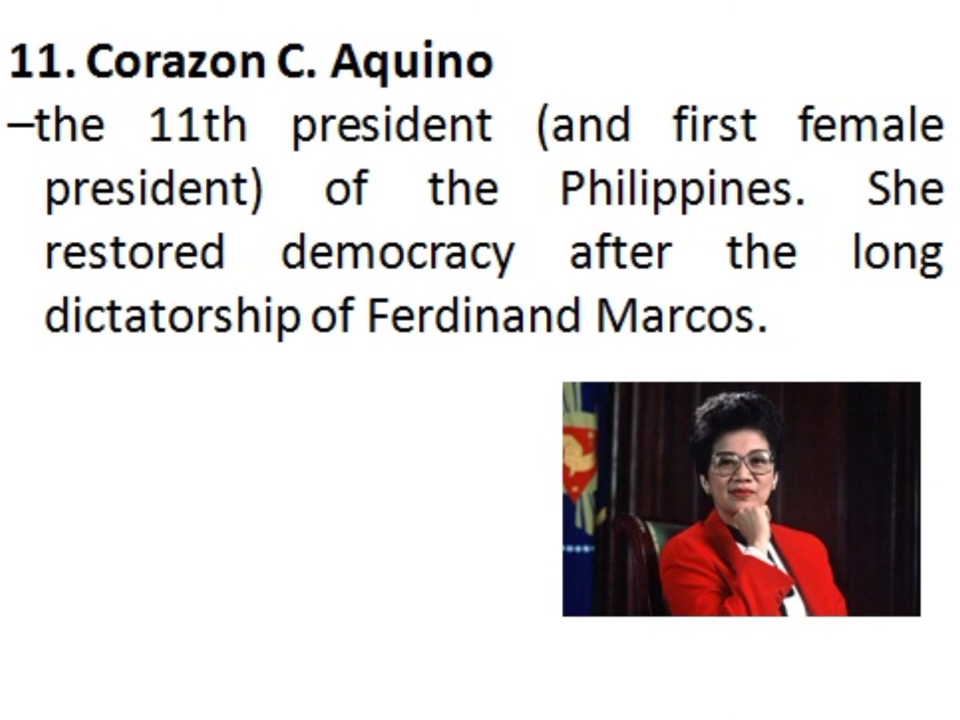 11. Corazon C. Aquino
–the 11th president (and first female
president) of the Philippines. She
restored democracy after the long
dictatorship of Ferdinand Marcos.